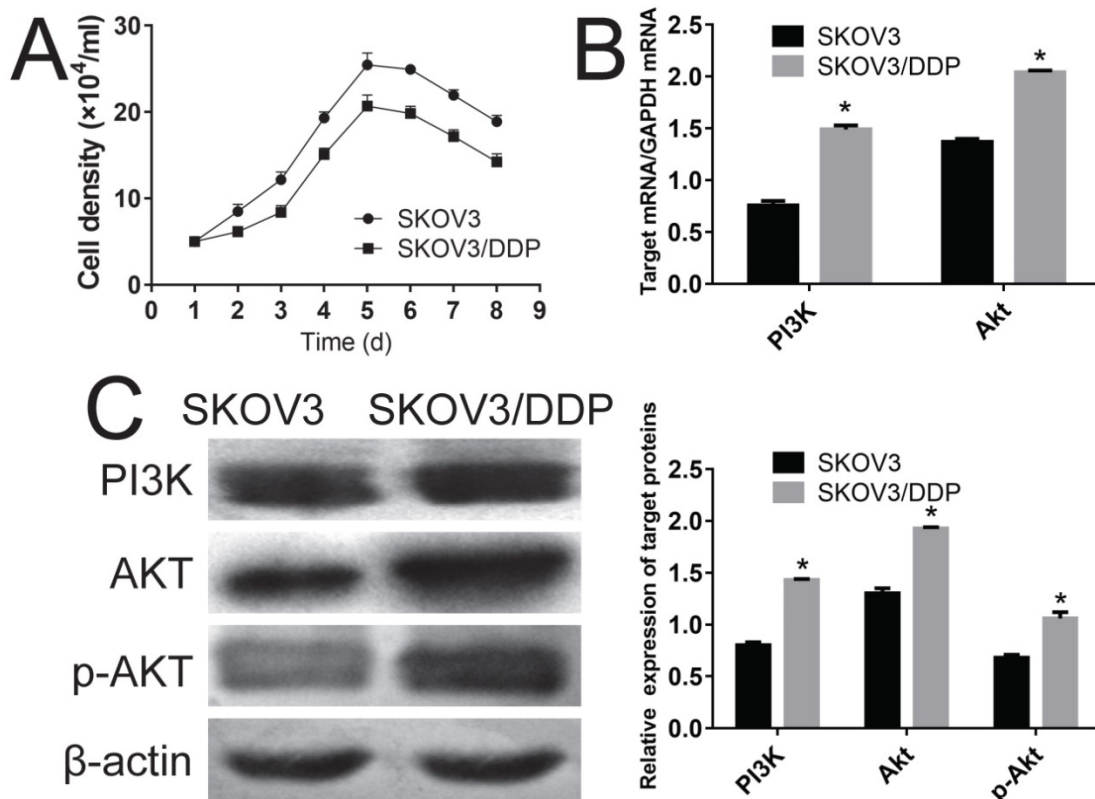 A
Cell density (×10⁴/ml)
30
20
10
0
0 1 2 3 4 5 6 7 8 9
Time (d)
SKOV3
SKOV3/DDP
B
Target mRNA/GAPDH mRNA
2.5
2.0
1.5
1.0
0.5
0.0
SKOV3
SKOV3/DDP
*
*
PI3K
Akt
C
SKOV3 SKOV3/DDP
PI3K
AKT
p-AKT
β-actin
Relative expression of target proteins
2.5
2.0
1.5
1.0
0.5
0.0
SKOV3
SKOV3/DDP
*
*
*
PI3K
Akt
p-Akt